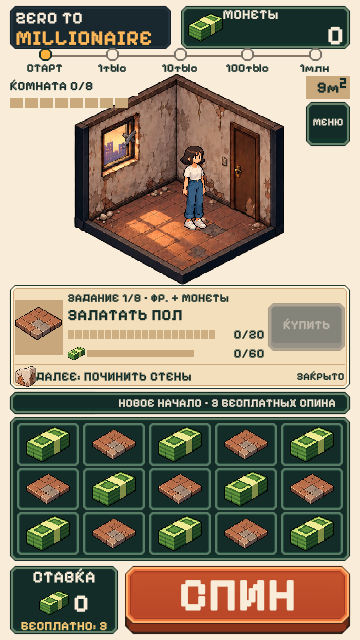 ZERO TO
MILLIONAIRE
МОНЕТЫ
0
СТАРТ
1тыс
10тыс
100тыс
1млн
КОМНАТА 0/8
9м²
МЕНЮ
ЗАДАНИЕ 1/8 · ФР. + МОНЕТЫ
ЗАЛАТАТЬ ПОЛ
КУПИТЬ
0/20
0/60
ДАЛЕЕ: ПОЧИНИТЬ СТЕНЫ
ЗАКРЫТО
НОВОЕ НАЧАЛО · 3 БЕСПЛАТНЫХ СПИНА
СТАВКА
0
БЕСПЛАТНО: 3
СПИН